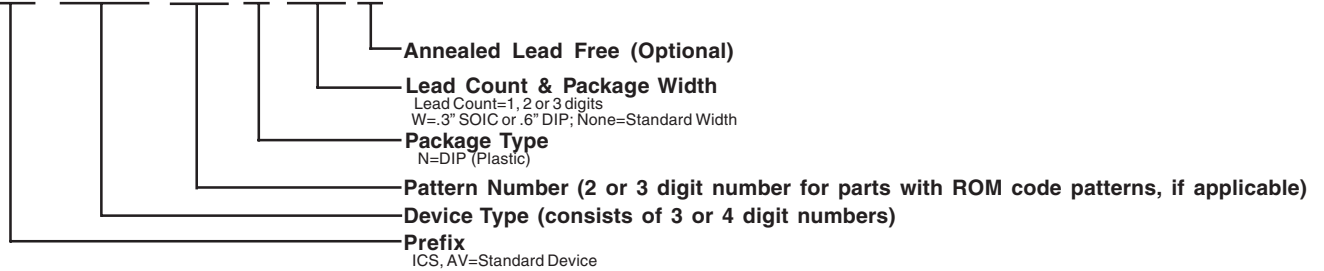 Annealed Lead Free (Optional)
Lead Count & Package Width
Lead Count=1, 2 or 3 digits
W=.3” SOIC or .6” DIP; None=Standard Width
Package Type
N=DIP (Plastic)
Pattern Number (2 or 3 digit number for parts with ROM code patterns, if applicable)
Device Type (consists of 3 or 4 digit numbers)
Prefix
ICS, AV=Standard Device